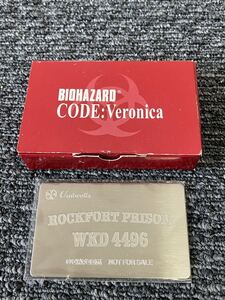 BIOHAZARD
CODE:Veronica
Umbrella
ROCKFORT PRISON
WKD 4496
NOT FOR SALE